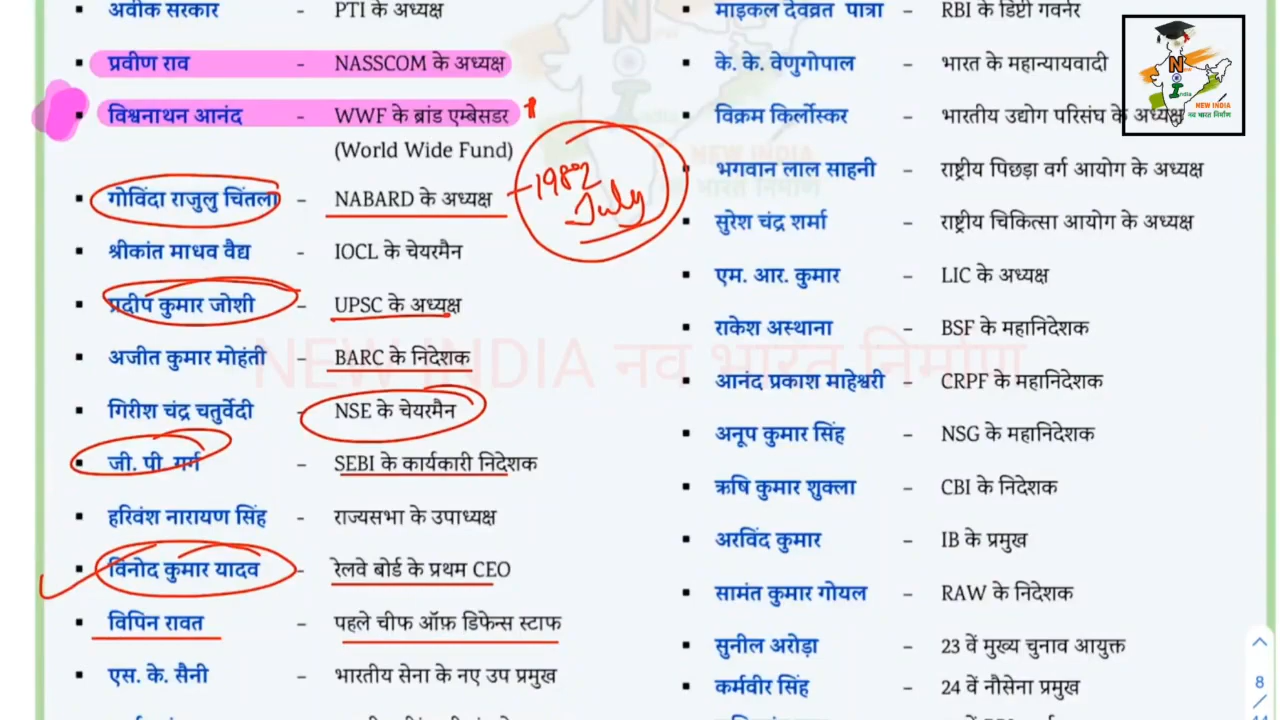 अवीक सरकार - PTI के अध्यक्ष
प्रवीण राव - NASSCOM के अध्यक्ष
विश्वनाथन आनंद - WWF के ब्रांड एम्बेसडर
(World Wide Fund)
गोविंदा राजुलु चिंतला - NABARD के अध्यक्ष - 1982 July
श्रीकांत माधव वैद्य - IOCL के चेयरमैन
प्रदीप कुमार जोशी - UPSC के अध्यक्ष
अजीत कुमार मोहंती - BARC के निदेशक
गिरीश चंद्र चतुर्वेदी - NSE के चेयरमैन
जी. पी. गर्ग - SEBI के कार्यकारी निदेशक
हरिवंश नारायण सिंह - राज्यसभा के उपाध्यक्ष
विनोद कुमार यादव - रेलवे बोर्ड के प्रथम CEO
विपिन रावत - पहले चीफ ऑफ़ डिफेन्स स्टाफ
एस. के. सैनी - भारतीय सेना के नए उप प्रमुख
माइकल देवव्रत पात्रा - RBI के डिप्टी गवर्नर
के. के. वेणुगोपाल - भारत के महान्यायवादी
विक्रम किर्लोस्कर - भारतीय उद्योग परिसंघ के अध्यक्ष
भगवान लाल साहनी - राष्ट्रीय पिछड़ा वर्ग आयोग के अध्यक्ष
सुरेश चंद्र शर्मा - राष्ट्रीय चिकित्सा आयोग के अध्यक्ष
एम. आर. कुमार - LIC के अध्यक्ष
राकेश अस्थाना - BSF के महानिदेशक
आनंद प्रकाश माहेश्वरी - CRPF के महानिदेशक
अनूप कुमार सिंह - NSG के महानिदेशक
ऋषि कुमार शुक्ला - CBI के निदेशक
अरविंद कुमार - IB के प्रमुख
सामंत कुमार गोयल - RAW के निदेशक
सुनील अरोड़ा - 23 वें मुख्य चुनाव आयुक्त
कर्मवीर सिंह - 24 वें नौसेना प्रमुख
NEW INDIA नव भारत निर्माण
NEW INDIA
नव भारत निर्माण
8